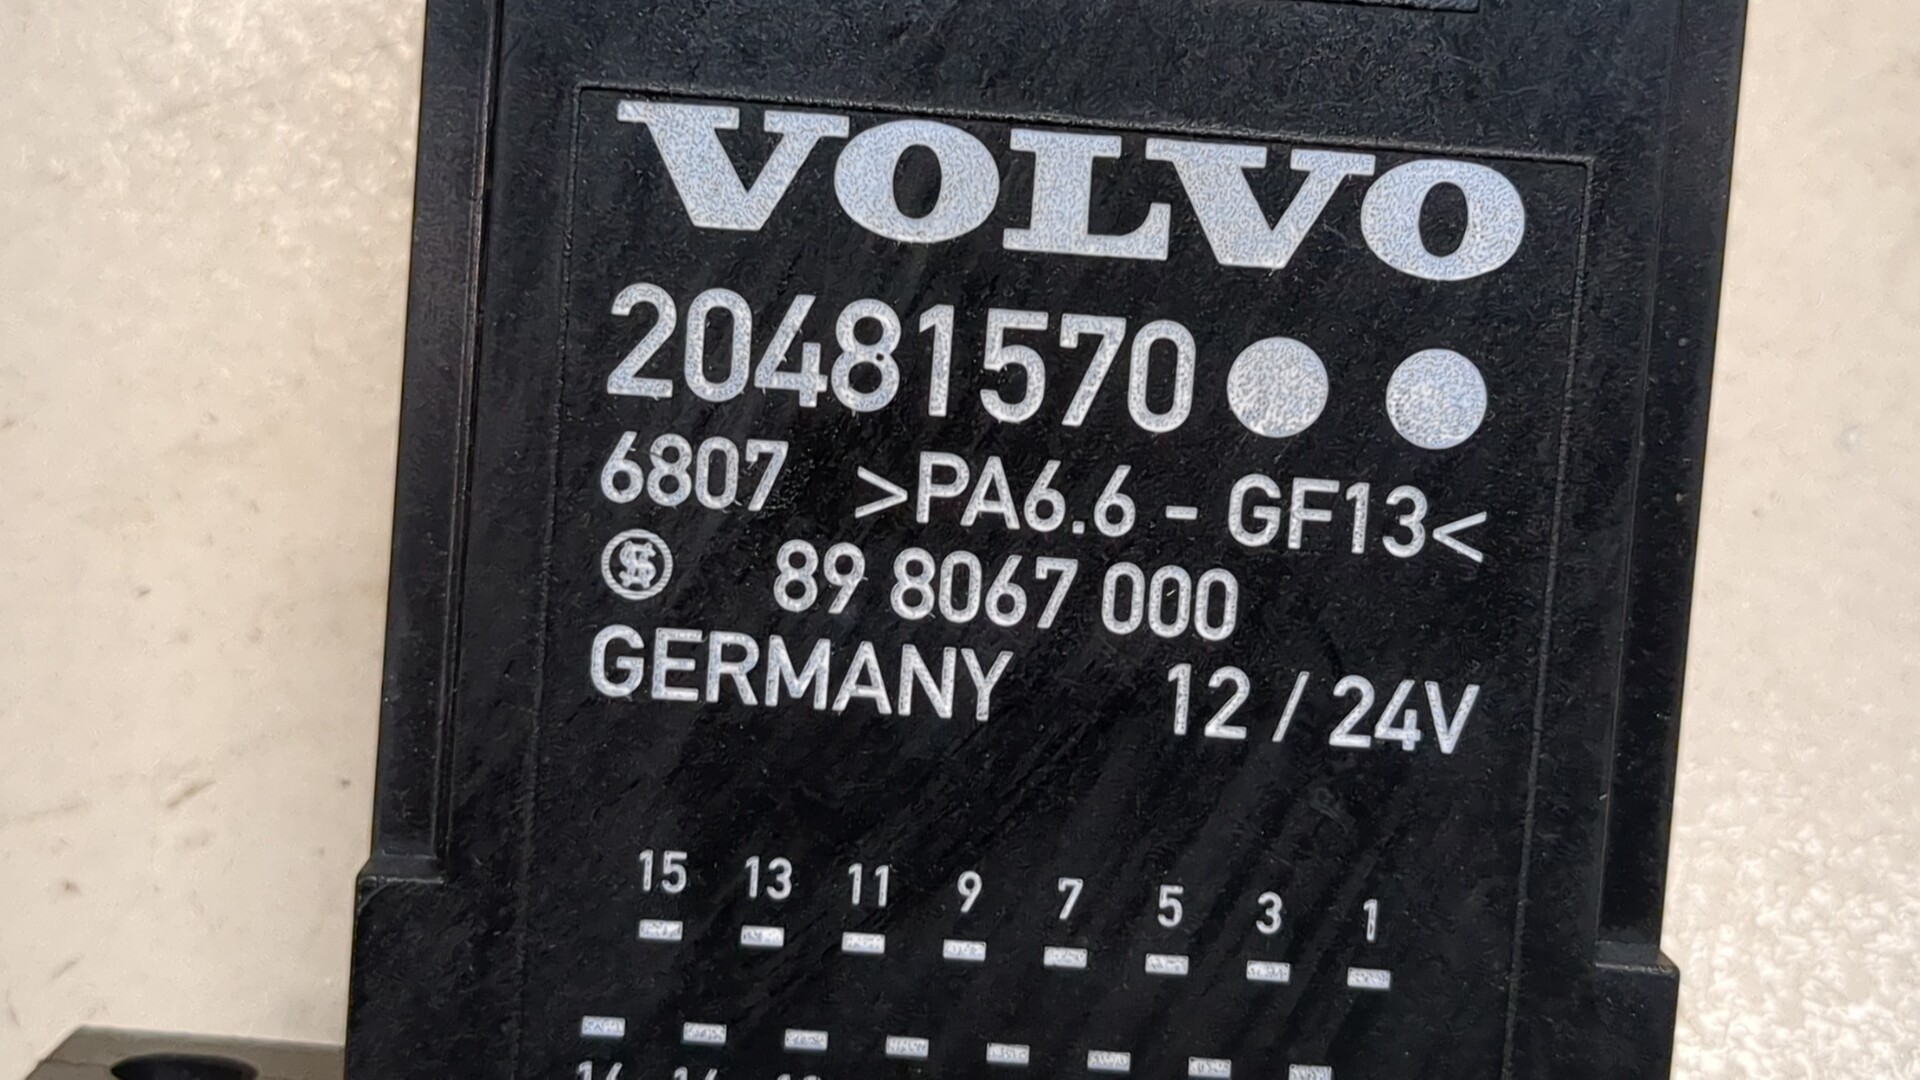 VOLVO
20481570
6807 >PA6.6 - GF13<
89 8067 000
GERMANY 12 / 24V
15 13 11 9 7 5 3 1